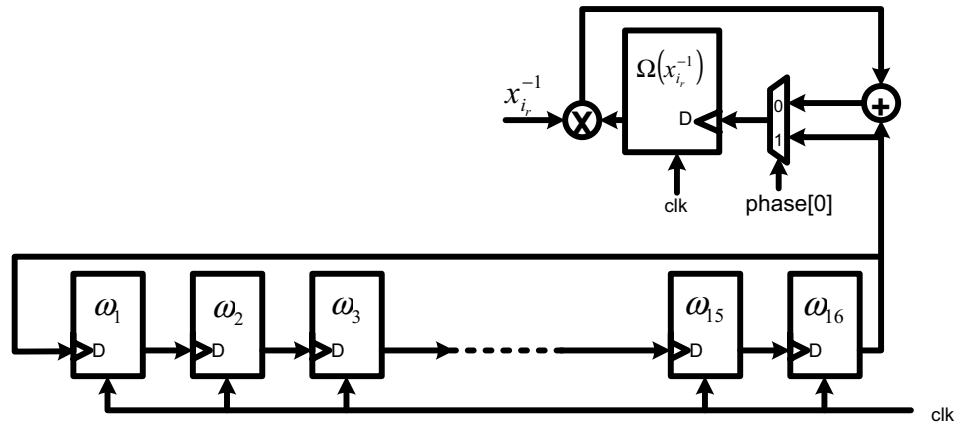 Ω(x_{i_r}^{-1})
x_{i_r}^{-1}
X
D
0
1
+
clk
phase[0]
ω_1
ω_2
ω_3
ω_15
ω_16
D
D
D
D
D
clk